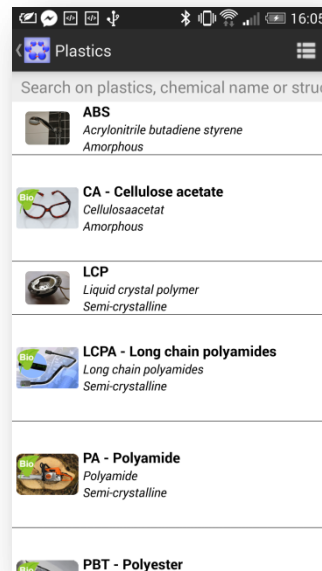 16:05
Plastics
Search on plastics, chemical name or struc
ABS
Acrylonitrile butadiene styrene
Amorphous
Bio
CA - Cellulose acetate
Cellulosaacetat
Amorphous
LCP
Liquid crystal polymer
Semi-crystalline
Bio
LCPA - Long chain polyamides
Long chain polyamides
Semi-crystalline
Bio
PA - Polyamide
Polyamide
Semi-crystalline
Bio
PBT - Polyester